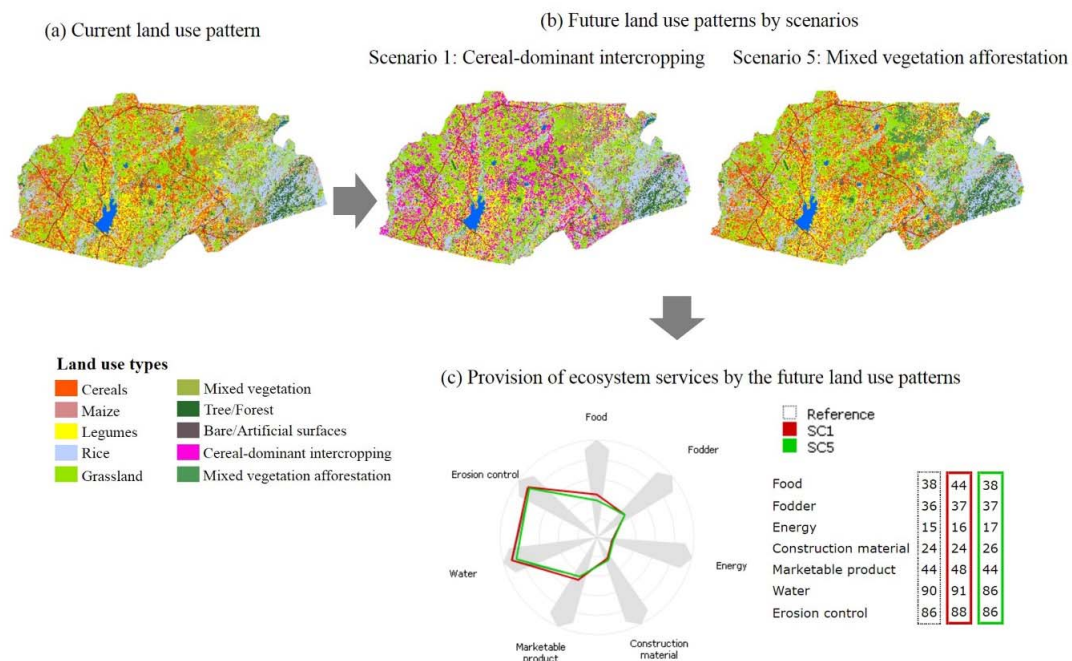 (a) Current land use pattern
(b) Future land use patterns by scenarios
Scenario 1: Cereal-dominant intercropping
Scenario 5: Mixed vegetation afforestation
Land use types
Cereals
Maize
Legumes
Rice
Grassland
Mixed vegetation
Tree/Forest
Bare/Artificial surfaces
Cereal-dominant intercropping
Mixed vegetation afforestation
(c) Provision of ecosystem services by the future land use patterns
Food
Fodder
Energy
Construction
material
Marketable
product
Water
Erosion control
Reference
SC1
SC5
Food 38 44 38
Fodder 36 37 37
Energy 15 16 17
Construction material 24 24 26
Marketable product 44 48 44
Water 90 91 86
Erosion control 86 88 86